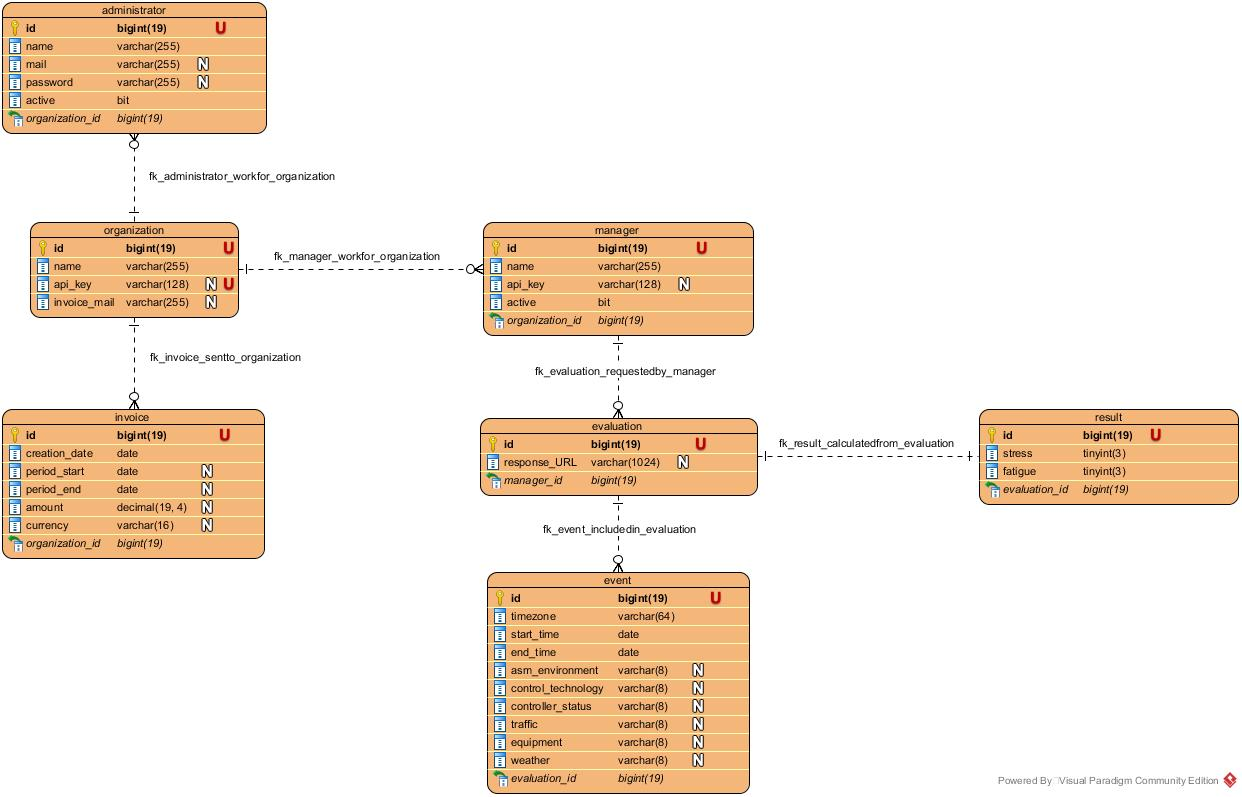 administrator
id bigint(19) U
name varchar(255)
mail varchar(255) N
password varchar(255) N
active bit
organization_id bigint(19)
fk_administrator_workfor_organization
organization
id bigint(19) U
name varchar(255)
api_key varchar(128) N U
invoice_mail varchar(255) N
fk_manager_workfor_organization
manager
id bigint(19) U
name varchar(255)
api_key varchar(128) N
active bit
organization_id bigint(19)
fk_invoice_sentto_organization
fk_evaluation_requestedby_manager
invoice
id bigint(19) U
creation_date date
period_start date N
period_end date N
amount decimal(19, 4) N
currency varchar(16) N
organization_id bigint(19)
evaluation
id bigint(19) U
response_URL varchar(1024) N
manager_id bigint(19)
fk_result_calculatedfrom_evaluation
result
id bigint(19) U
stress tinyint(3)
fatigue tinyint(3)
evaluation_id bigint(19)
fk_event_includedin_evaluation
event
id bigint(19) U
timezone varchar(64)
start_time date
end_time date
asm_environment varchar(8) N
control_technology varchar(8) N
controller_status varchar(8) N
traffic varchar(8) N
equipment varchar(8) N
weather varchar(8) N
evaluation_id bigint(19)
Powered By Visual Paradigm Community Edition